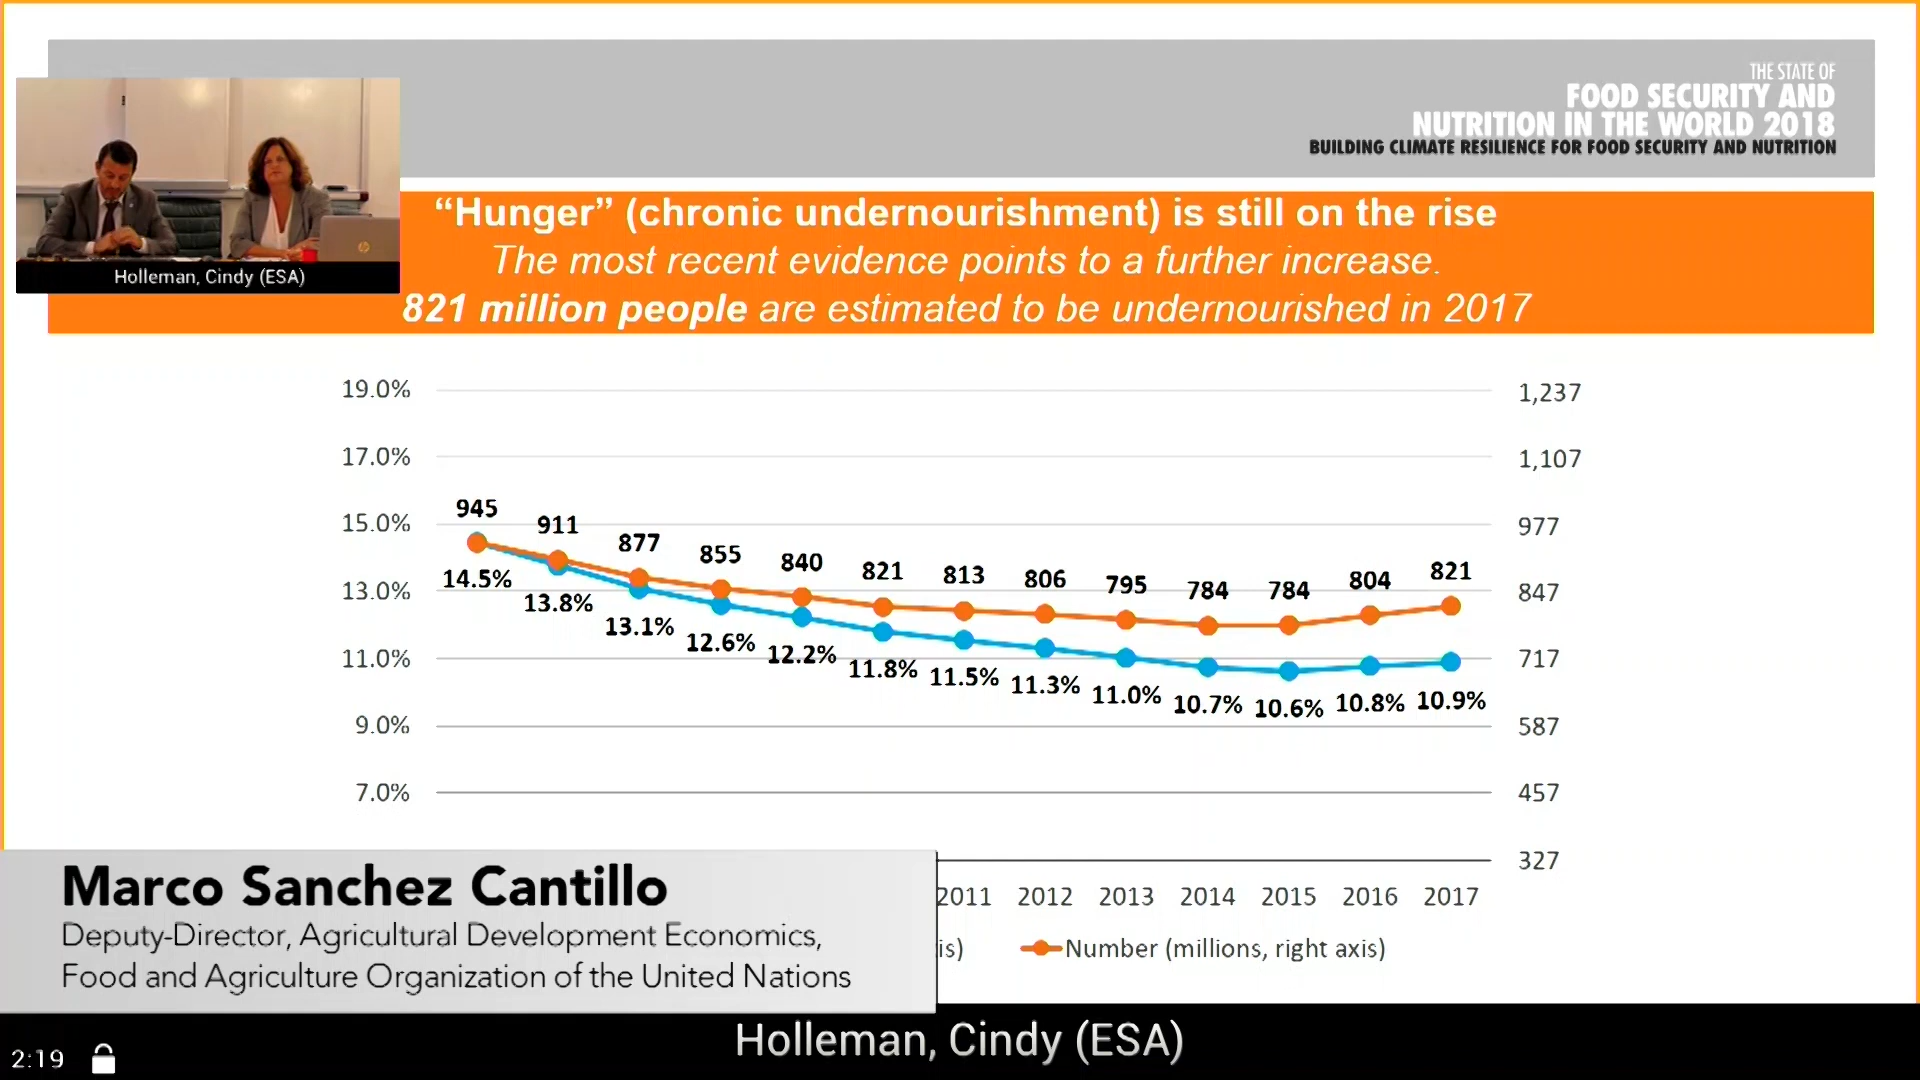 THE STATE OF
FOOD SECURITY AND
NUTRITION IN THE WORLD 2018
BUILDING CLIMATE RESILIENCE FOR FOOD SECURITY AND NUTRITION
Holleman, Cindy (ESA)
“Hunger” (chronic undernourishment) is still on the rise
The most recent evidence points to a further increase.
821 million people are estimated to be undernourished in 2017
19.0%
17.0%
15.0%
13.0%
11.0%
9.0%
7.0%
1,237
1,107
977
847
717
587
457
327
945 911 877 855 840 821 813 806 795 784 784 804 821
14.5% 13.8% 13.1% 12.6% 12.2% 11.8% 11.5% 11.3% 11.0% 10.7% 10.6% 10.8% 10.9%
2011 2012 2013 2014 2015 2016 2017
is) Number (millions, right axis)
Marco Sanchez Cantillo
Deputy-Director, Agricultural Development Economics,
Food and Agriculture Organization of the United Nations
Holleman, Cindy (ESA)
2:19